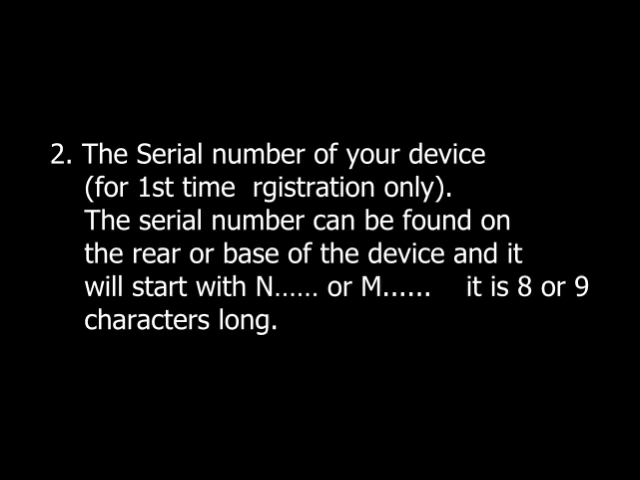 2. The Serial number of your device
(for 1st time  rgistration only).
The serial number can be found on
the rear or base of the device and it
will start with N...... or M......    it is 8 or 9
characters long.